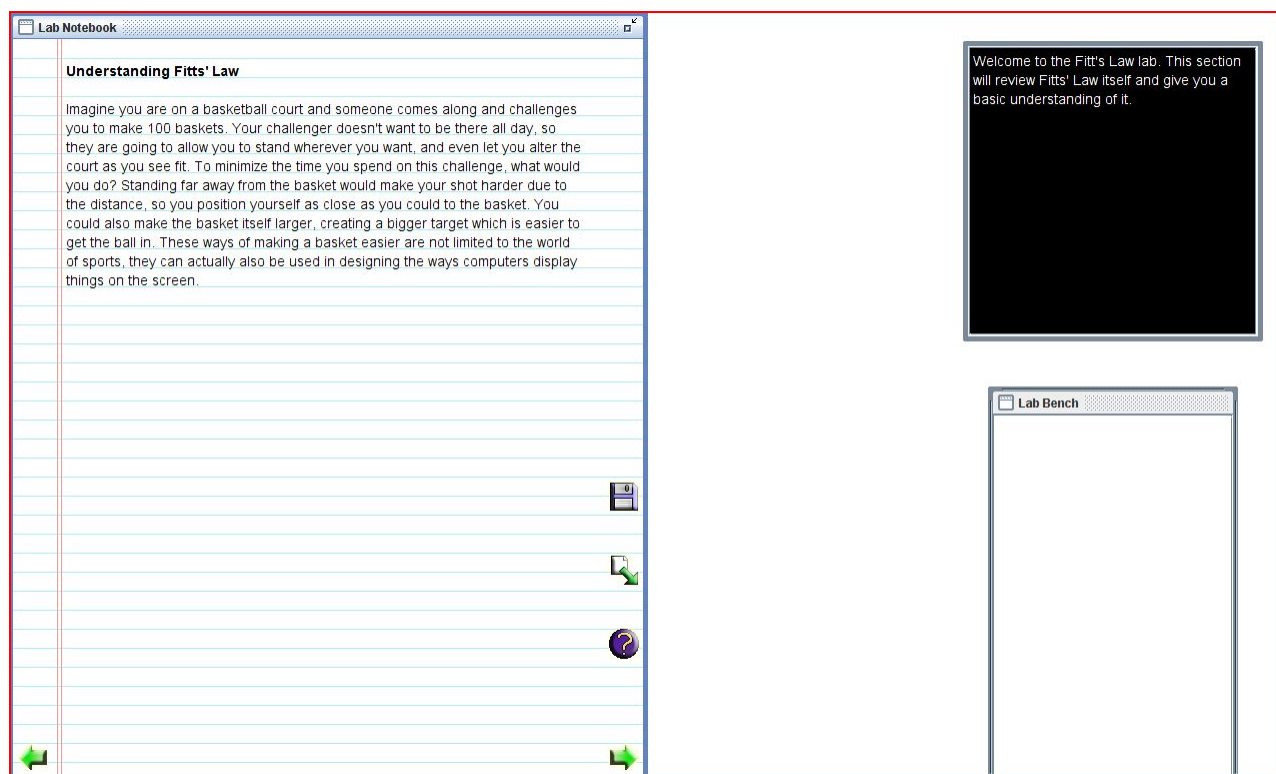 Lab Notebook
Understanding Fitts' Law
Imagine you are on a basketball court and someone comes along and challenges
you to make 100 baskets. Your challenger doesn't want to be there all day, so
they are going to allow you to stand wherever you want, and even let you alter the
court as you see fit. To minimize the time you spend on this challenge, what would
you do? Standing far away from the basket would make your shot harder due to
the distance, so you position yourself as close as you could to the basket. You
could also make the basket itself larger, creating a bigger target which is easier to
get the ball in. These ways of making a basket easier are not limited to the world
of sports, they can actually also be used in designing the ways computers display
things on the screen.
Welcome to the Fitt's Law lab. This section
will review Fitts' Law itself and give you a
basic understanding of it.
Lab Bench